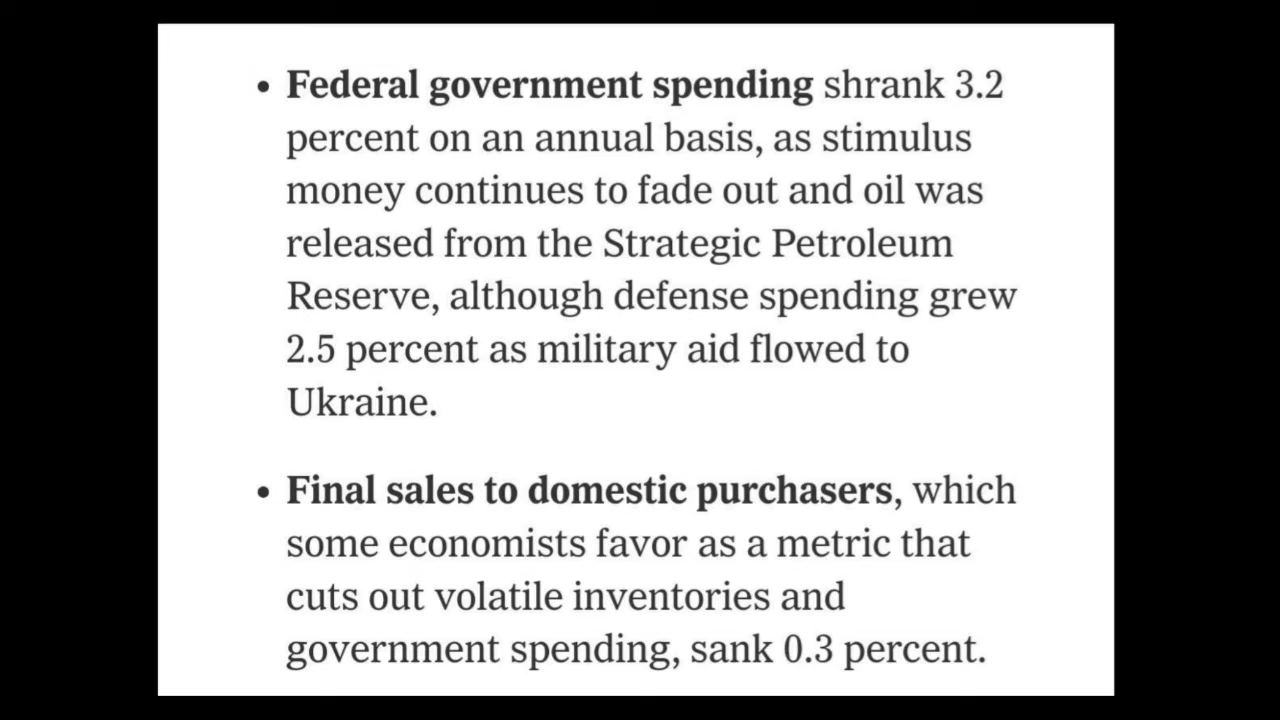 • Federal government spending shrank 3.2
percent on an annual basis, as stimulus
money continues to fade out and oil was
released from the Strategic Petroleum
Reserve, although defense spending grew
2.5 percent as military aid flowed to
Ukraine.
• Final sales to domestic purchasers, which
some economists favor as a metric that
cuts out volatile inventories and
government spending, sank 0.3 percent.